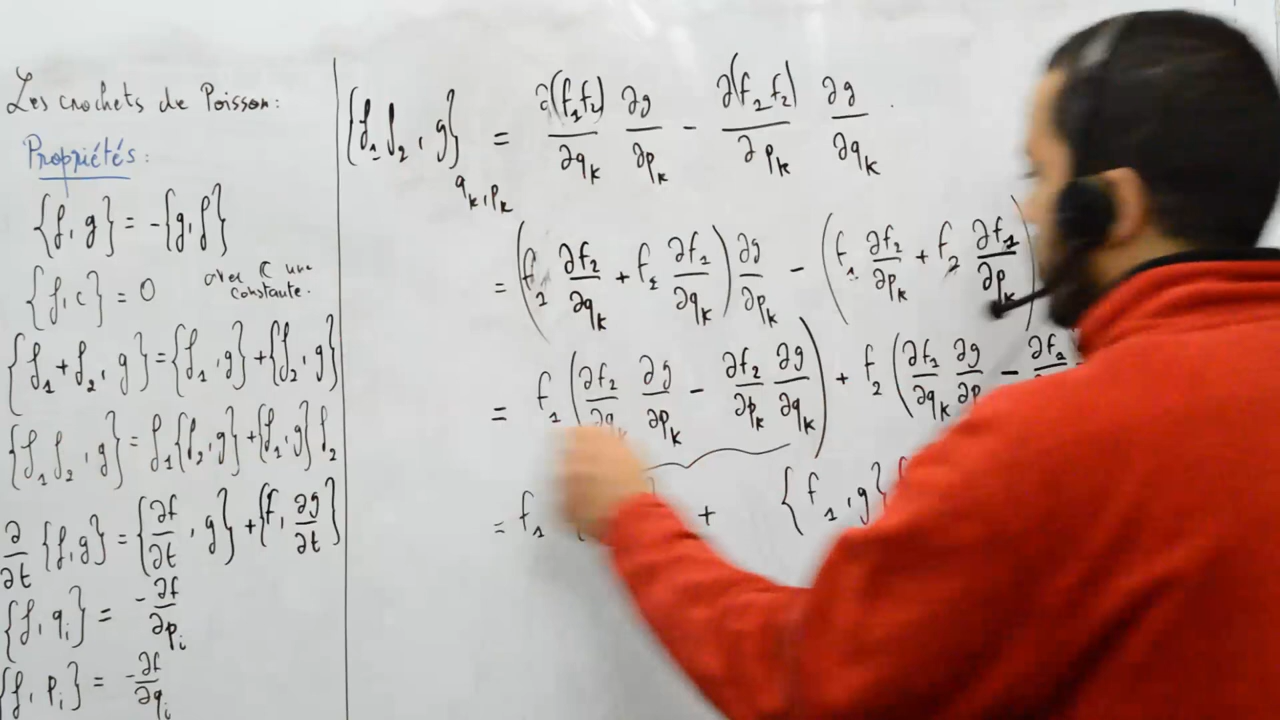 Les crochets de Poisson:
Propriétés:
{f, g} = -{g, f}
{f, c} = 0 avec C une constante.
{f₁ + f₂, g} = {f₁, g} + {f₂, g}
{f₁ f₂, g} = f₁{f₂, g} + {f₁, g} f₂
∂/∂t {f, g} = {∂f/∂t, g} + {f, ∂g/∂t}
{f, qᵢ} = -∂f/∂pᵢ
{f, pᵢ} = -∂f/∂qᵢ
{f₁ f₂, g} qₖ, pₖ = ∂(f₁f₂)/∂qₖ ∂g/∂pₖ - ∂(f₁f₂)/∂pₖ ∂g/∂qₖ .
= (f₁ ∂f₂/∂qₖ + f₂ ∂f₁/∂qₖ) ∂g/∂pₖ - (f₁ ∂f₂/∂pₖ + f₂ ∂f₁/∂pₖ)
= f₁ (∂f₂/∂qₖ ∂g/∂pₖ - ∂f₂/∂pₖ ∂g/∂qₖ) + f₂ (∂f₁/∂qₖ ∂g/∂p - ∂f₁
= f₁ + {f₁, g}